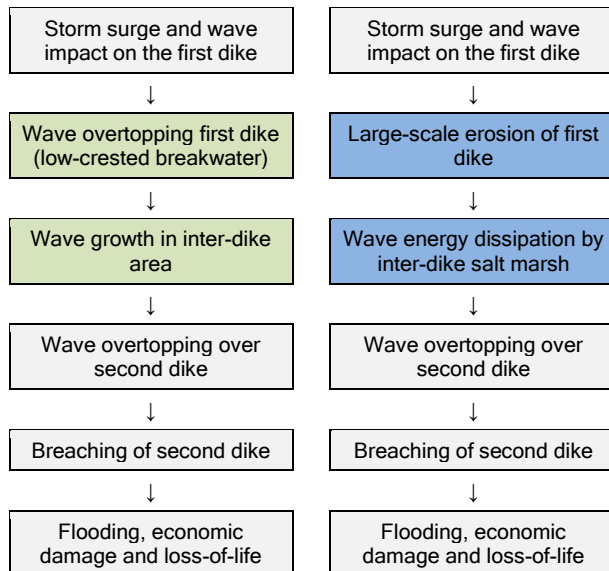 Storm surge and wave
impact on the first dike
↓
Wave overtopping first dike
(low-crested breakwater)
↓
Wave growth in inter-dike
area
↓
Wave overtopping over
second dike
↓
Breaching of second dike
↓
Flooding, economic
damage and loss-of-life
Storm surge and wave
impact on the first dike
↓
Large-scale erosion of first
dike
↓
Wave energy dissipation by
inter-dike salt marsh
↓
Wave overtopping over
second dike
↓
Breaching of second dike
↓
Flooding, economic
damage and loss-of-life